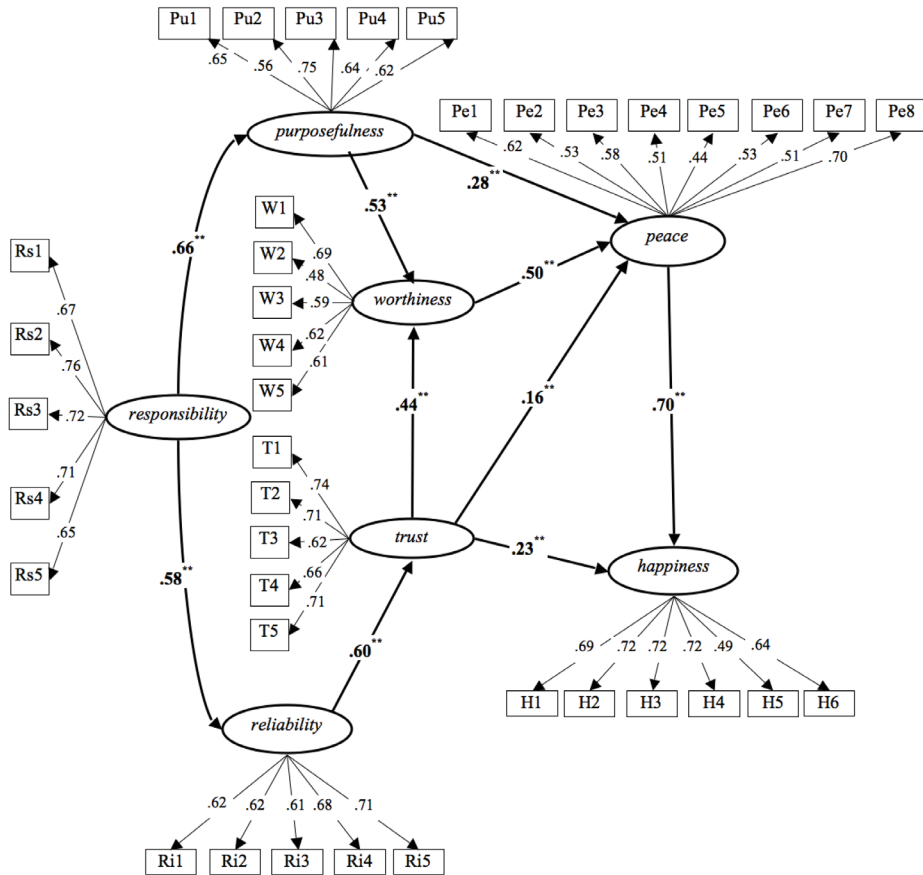 Pu1 Pu2 Pu3 Pu4 Pu5
.65 .56 .75 .64 .62
purposefulness
Pe1 Pe2 Pe3 Pe4 Pe5 Pe6 Pe7 Pe8
.62 .53 .58 .51 .44 .53 .51 .70
peace
.28**
.53**
.66**
W1
W2
W3
W4
W5
.69
.48
.59
.62
.61
worthiness
.50**
Rs1
Rs2
Rs3
Rs4
Rs5
.67
.76
.72
.71
.65
responsibility
.44**
.16**
.70**
T1
T2
T3
T4
T5
.74
.71
.62
.66
.71
trust
.23**
happiness
.58**
.60**
.69 .72 .72 .72 .49 .64
H1 H2 H3 H4 H5 H6
reliability
.62 .62 .61 .68 .71
Ri1 Ri2 Ri3 Ri4 Ri5